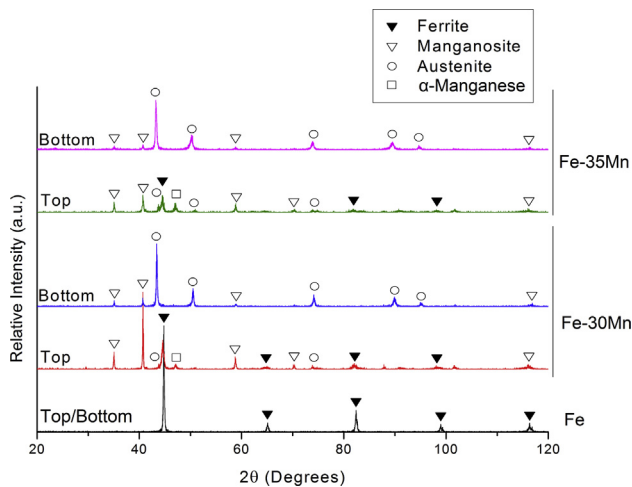 Ferrite
Manganosite
Austenite
α-Manganese
Bottom
Top
Fe-35Mn
Bottom
Top
Fe-30Mn
Top/Bottom
Fe
Relative Intensity (a.u.)
20 40 60 80 100 120
2θ (Degrees)